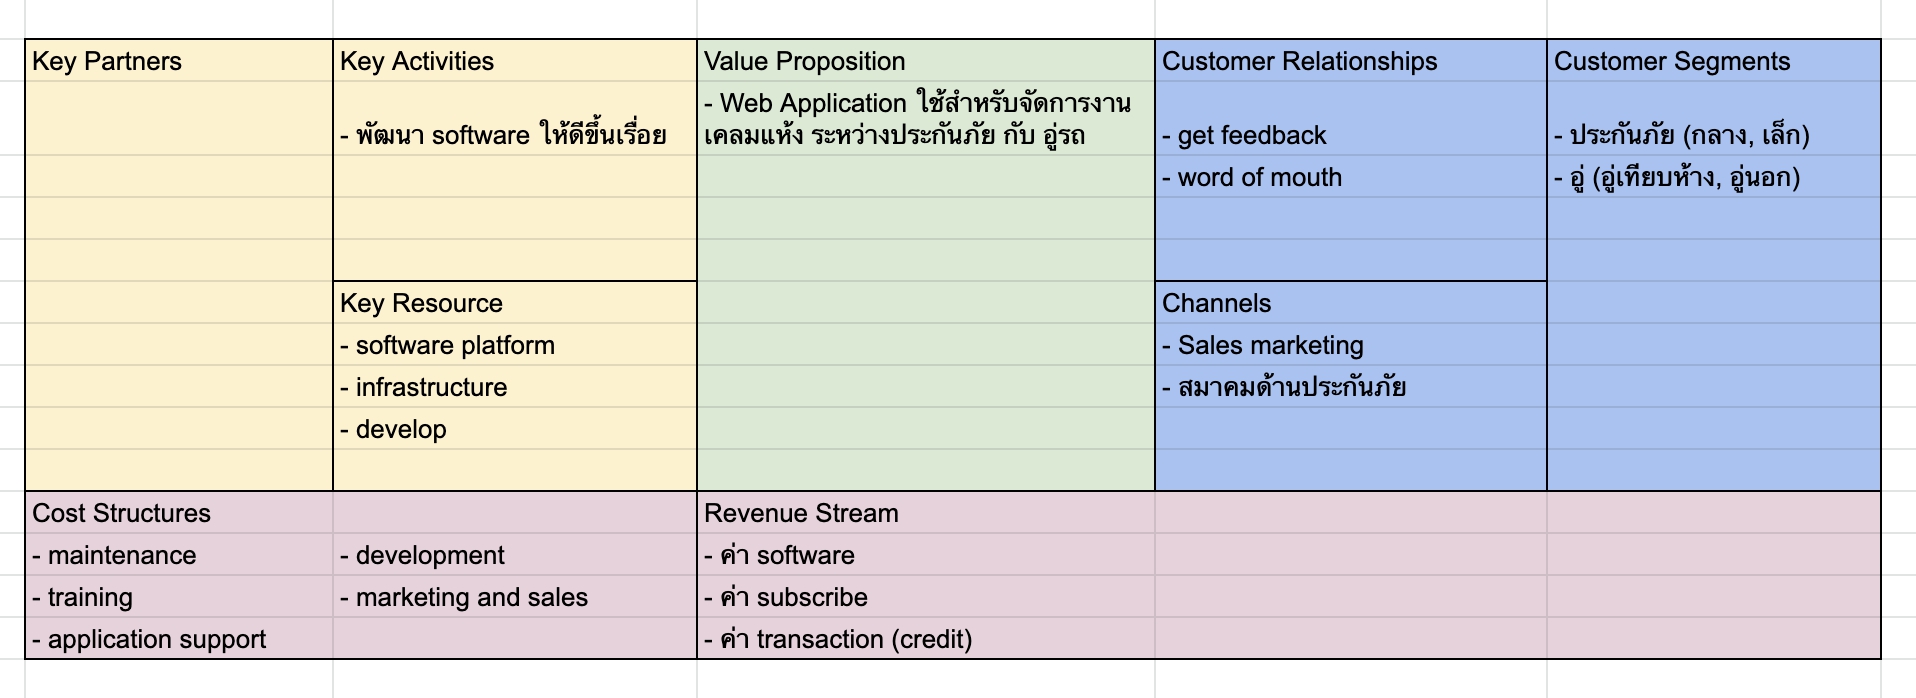 Key Partners
Key Activities
- พัฒนา software ให้ดีขึ้นเรื่อย
Key Resource
- software platform
- infrastructure
- develop
Value Proposition
- Web Application ใช้สำหรับจัดการงาน
เคลมแห้ง ระหว่างประกันภัย กับ อู่รถ
Customer Relationships
- get feedback
- word of mouth
Channels
- Sales marketing
- สมาคมด้านประกันภัย
Customer Segments
- ประกันภัย (กลาง, เล็ก)
- อู่ (อู่เทียบห้าง, อู่นอก)
Cost Structures
- maintenance
- training
- application support
- development
- marketing and sales
Revenue Stream
- ค่า software
- ค่า subscribe
- ค่า transaction (credit)